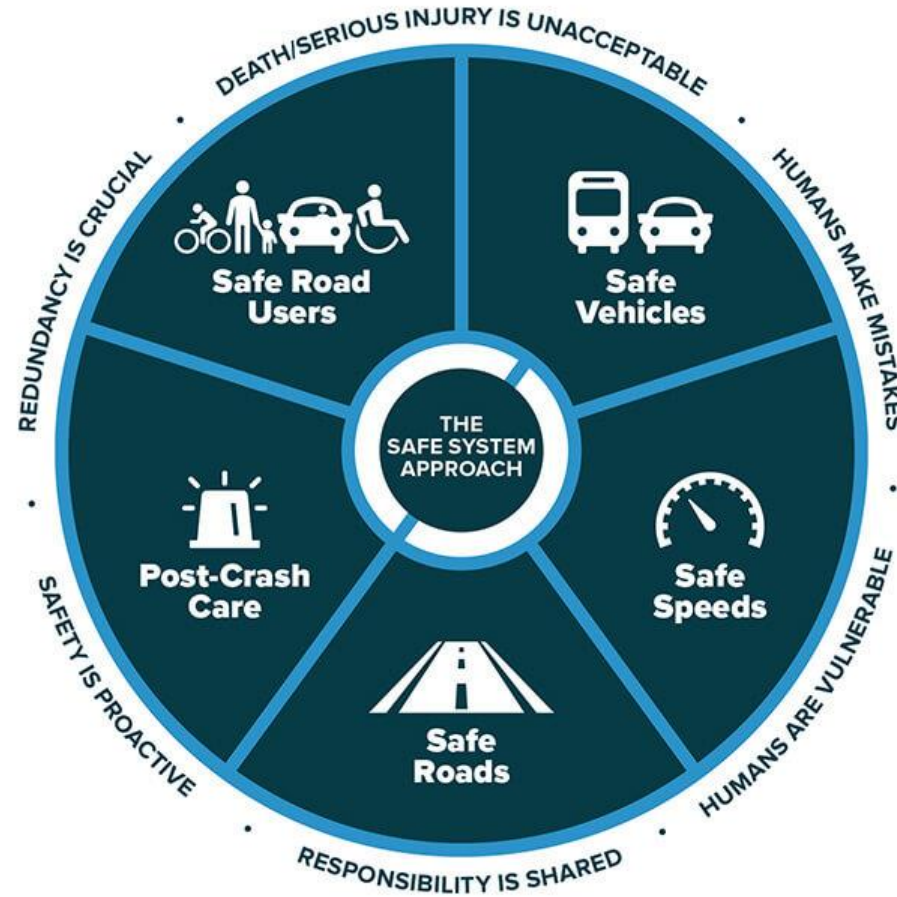 DEATH/SERIOUS INJURY IS UNACCEPTABLE
HUMANS MAKE MISTAKES
HUMANS ARE VULNERABLE
RESPONSIBILITY IS SHARED
SAFETY IS PROACTIVE
REDUNDANCY IS CRUCIAL
Safe Road
Users
Safe
Vehicles
Safe
Speeds
Safe
Roads
Post-Crash
Care
THE
SAFE SYSTEM
APPROACH